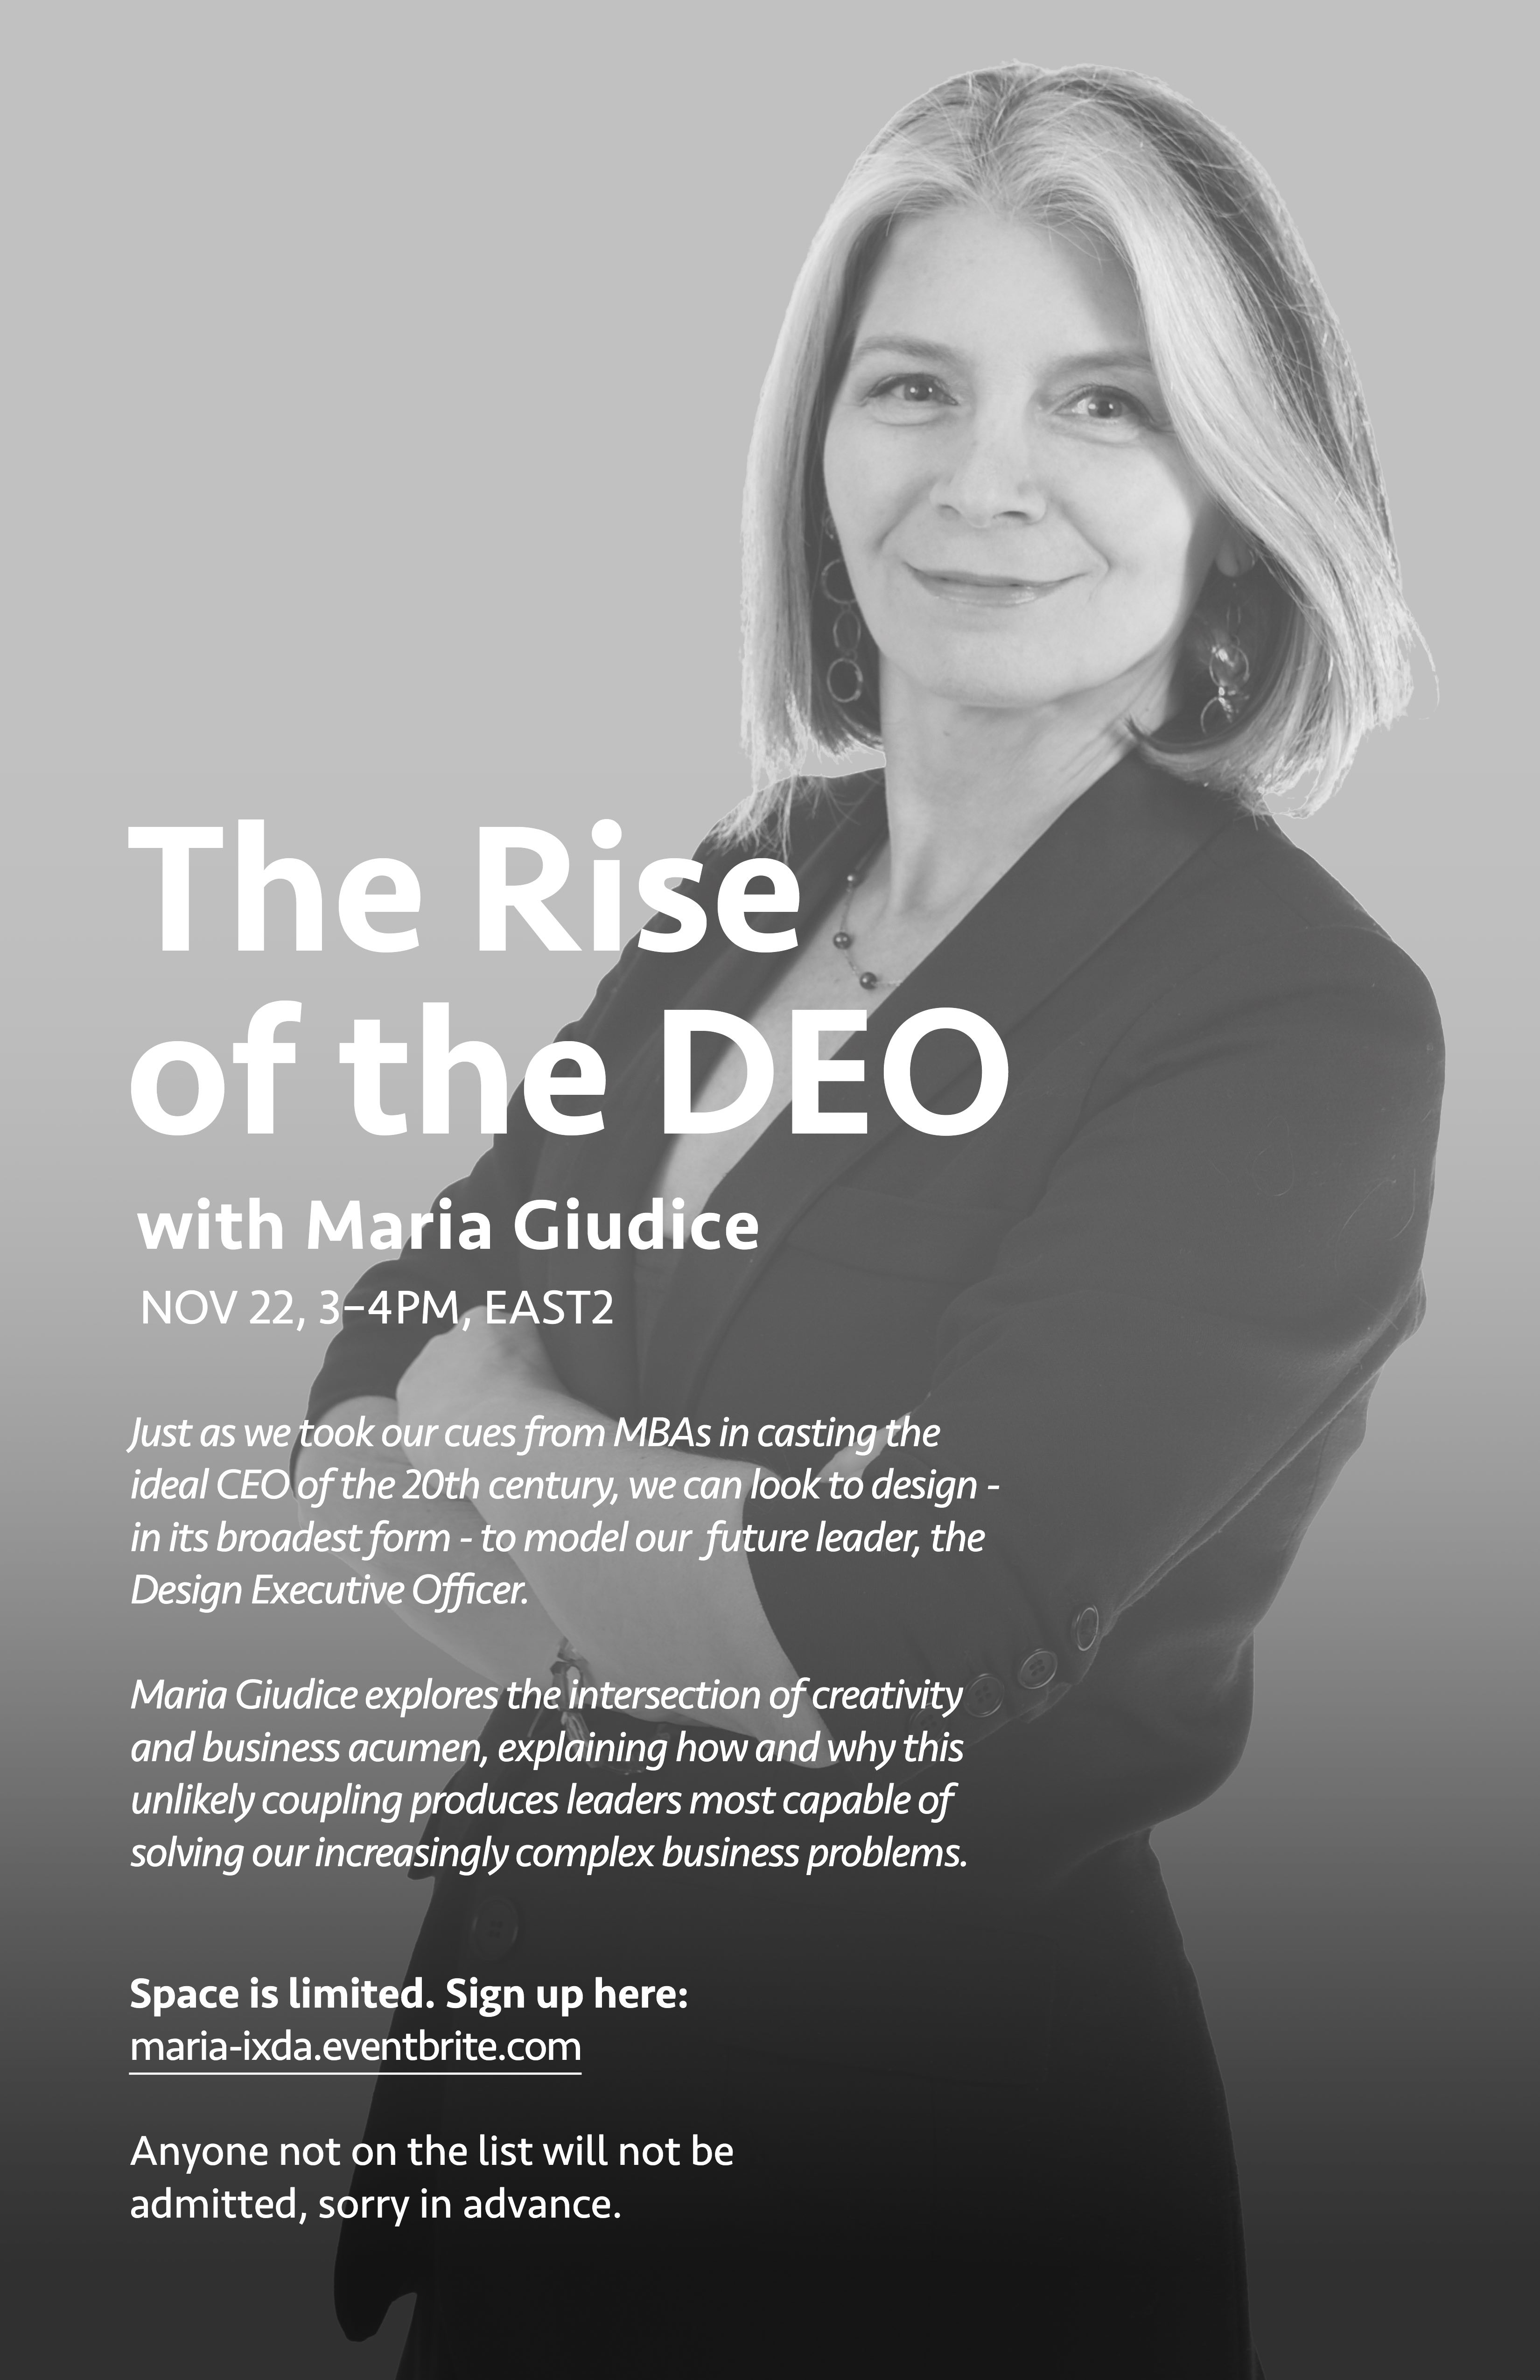 The Rise
of the DEO
with Maria Giudice
NOV 22, 3–4PM, EAST2
Just as we took our cues from MBAs in casting the
ideal CEO of the 20th century, we can look to design -
in its broadest form - to model our  future leader, the
Design Executive Officer.
Maria Giudice explores the intersection of creativity
and business acumen, explaining how and why this
unlikely coupling produces leaders most capable of
solving our increasingly complex business problems.
Space is limited. Sign up here:
maria-ixda.eventbrite.com
Anyone not on the list will not be
admitted, sorry in advance.